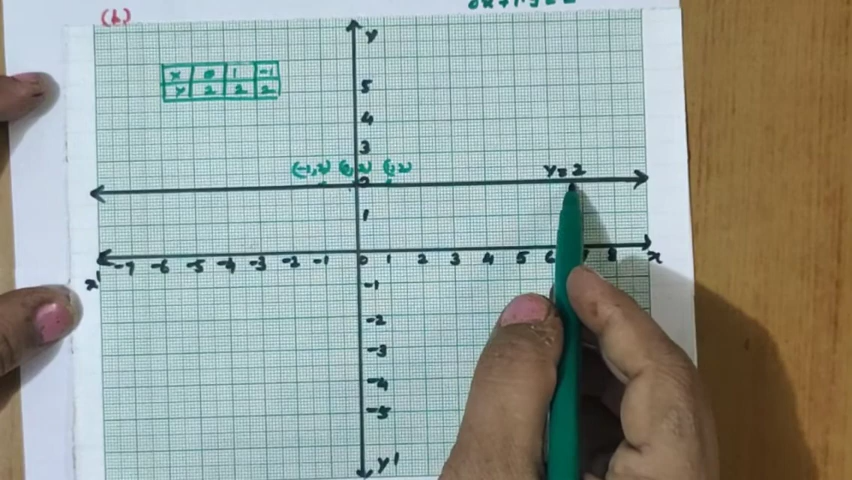 (b)
Y
x 0 1 -1
y 2 2 2
5
4
3
(-1,2) (0,2) (1,2) y=2
2
1
-7 -6 -5 -4 -3 -2 -1 0 1 2 3 4 5 6 7 8 x
x'
-1
-2
-3
-4
-5
y'